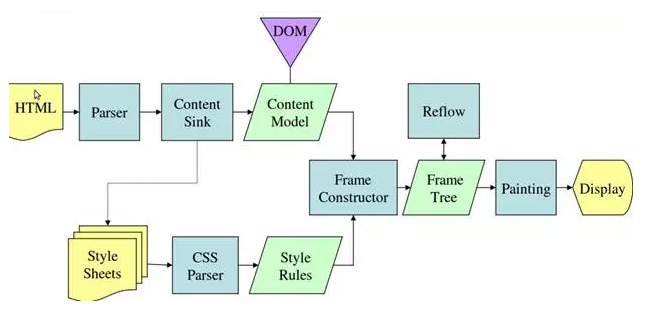 DOM
HTML
Parser
Content
Sink
Content
Model
Reflow
Frame
Constructor
Frame
Tree
Painting
Display
Style
Sheets
CSS
Parser
Style
Rules